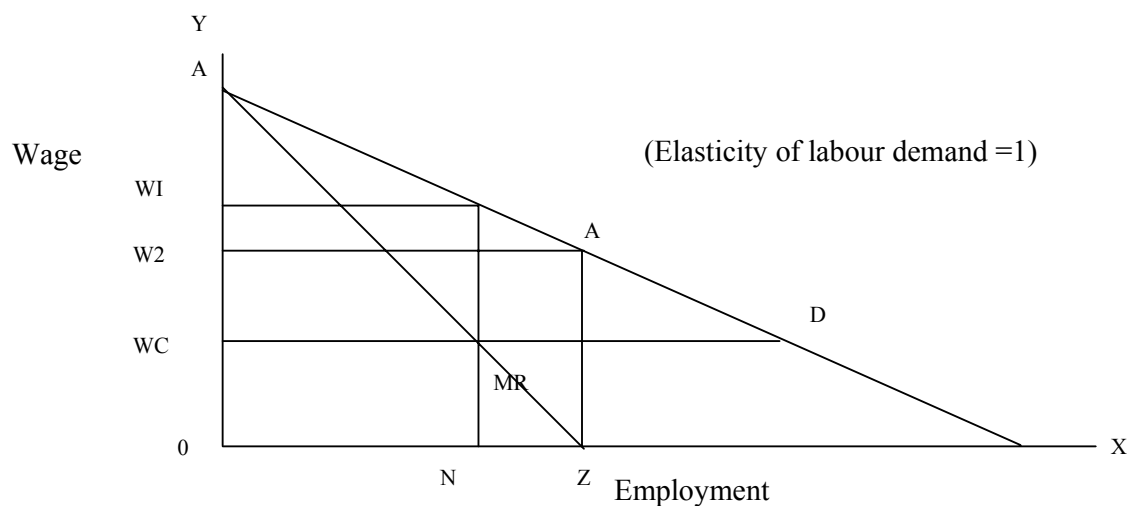 Y
A
Wage
(Elasticity of labour demand =1)
WI
W2
A
WC
D
MR
0
X
N
Z
Employment